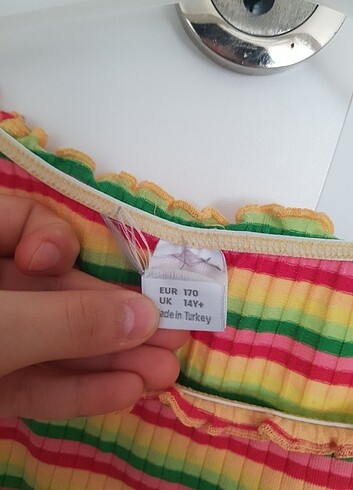 EUR 170
UK 14Y+
ade in Turkey